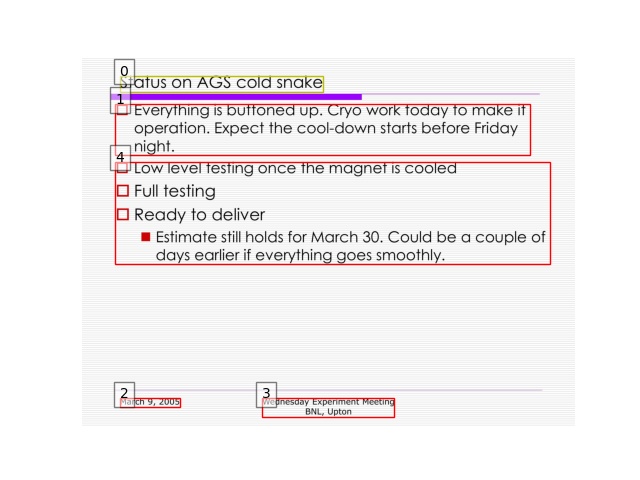 Status on AGS cold snake
Everything is buttoned up. Cryo work today to make it
operation. Expect the cool-down starts before Friday
night.
Low level testing once the magnet is cooled
Full testing
Ready to deliver
Estimate still holds for March 30. Could be a couple of
days earlier if everything goes smoothly.
March 9, 2005
Wednesday Experiment Meeting
BNL, Upton
0
1
4
2
3